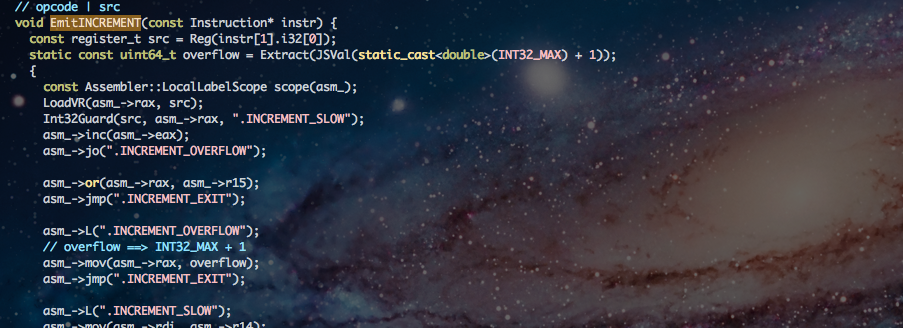 // opcode | src
void EmitINCREMENT(const Instruction* instr) {
const register_t src = Reg(instr[1].i32[0]);
static const uint64_t overflow = Extract(JSVal(static_cast<double>(INT32_MAX) + 1));
{
const Assembler::LocalLabelScope scope(asm_);
LoadVR(asm_->rax, src);
Int32Guard(src, asm_->rax, ".INCREMENT_SLOW");
asm_->inc(asm_->eax);
asm_->jo(".INCREMENT_OVERFLOW");
asm_->or(asm_->rax, asm_->r15);
asm_->jmp(".INCREMENT_EXIT");
asm_->L(".INCREMENT_OVERFLOW");
// overflow ==> INT32_MAX + 1
asm_->mov(asm_->rax, overflow);
asm_->jmp(".INCREMENT_EXIT");
asm_->L(".INCREMENT_SLOW");
asm_->mov(asm_->rdi, asm_->r14);